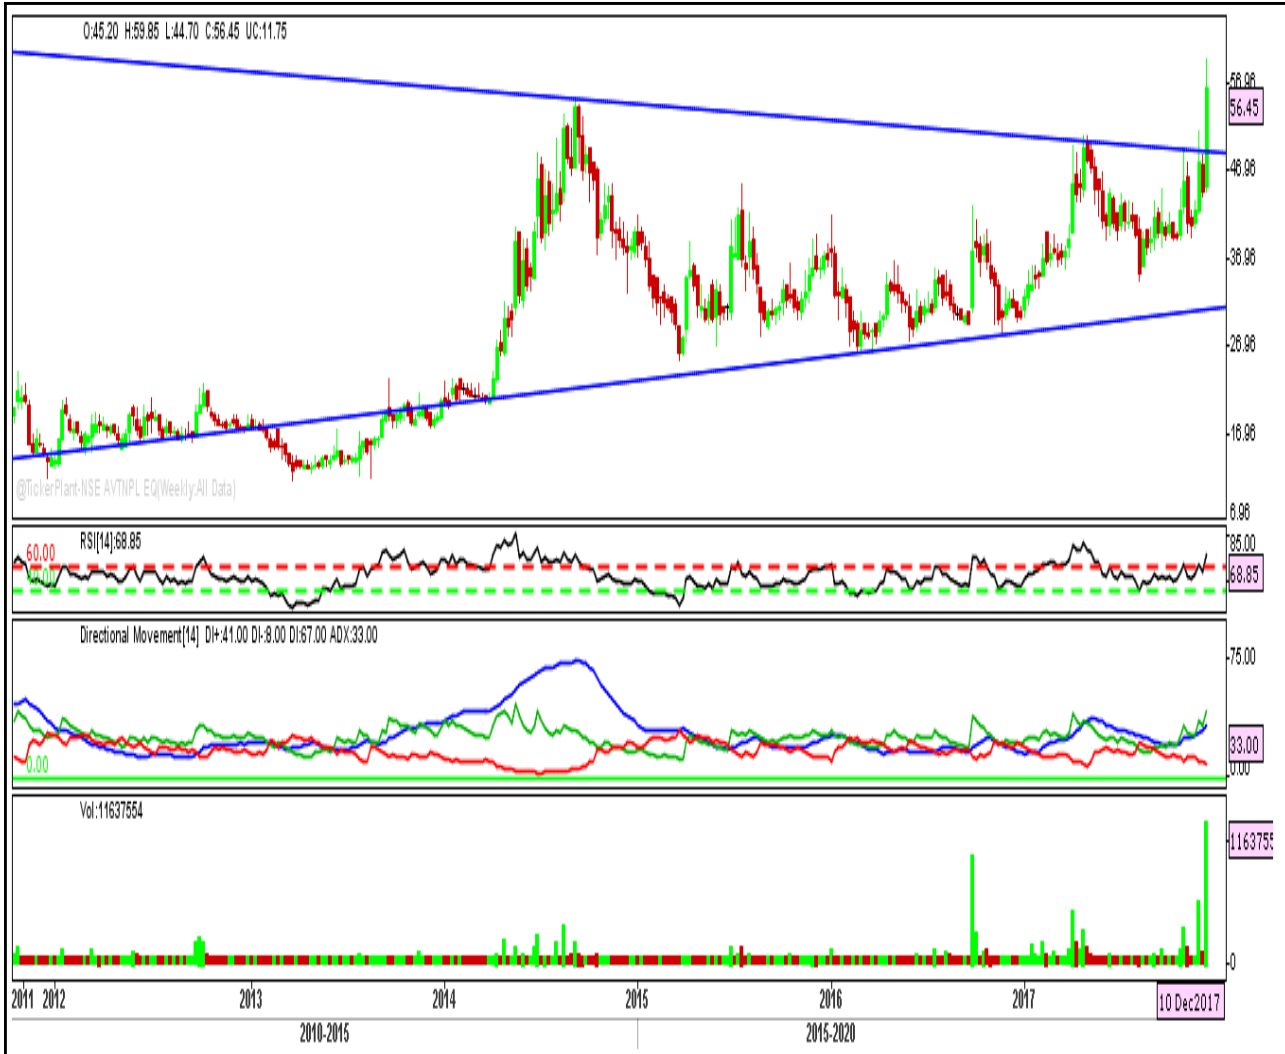 O:45.20 H:59.85 L:44.70 C:56.45 UC:11.75
56.96
56.45
46.96
36.96
26.96
16.96
6.96
@TickerPlant-NSE AVTNPL EQ(Weekly:All Data)
RSI[14]:68.85
85.00
60.00
68.85
Directional Movement[14] DI+:41.00 DI-:8.00 DI:67.00 ADX:33.00
75.00
33.00
0.00
0.00
Vol:11637554
1163755
0
2011 2012 2013 2014 2015 2016 2017
10 Dec2017
2010-2015 2015-2020